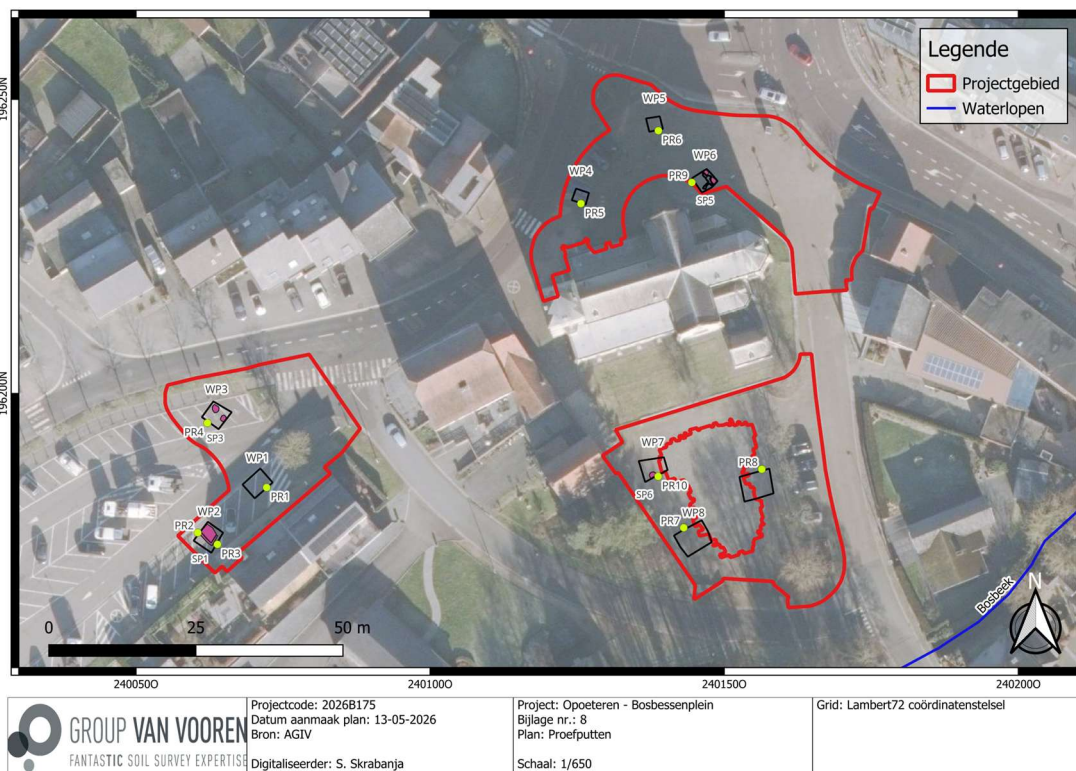 Legende
Projectgebied
Waterlopen
196250N
196200N
WP5
PR6
WP6
PR9
SP5
WP4
PR5
WP3
PR4
SP3
WP1
PR1
WP2
PR2
PR3
SP1
WP7
PR8
SP6
PR10
PR7
WP8
Bosbeek
N
0 25 50 m
240050O 240100O 240150O 240200O
GROUP VAN VOOREN
FANTASTIC SOIL SURVEY EXPERTISE
Projectcode: 2026B175
Datum aanmaak plan: 13-05-2026
Bron: AGIV
Digitaliseerder: S. Skrabanja
Project: Opoeteren - Bosbessenplein
Bijlage nr.: 8
Plan: Proefputten
Schaal: 1/650
Grid: Lambert72 coördinatenstelsel